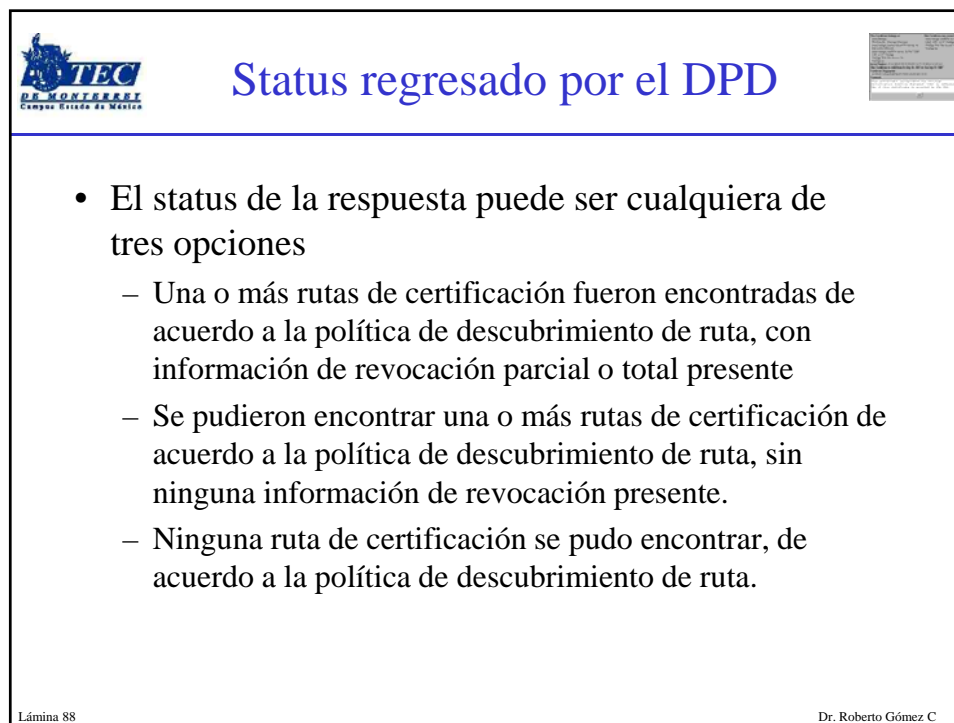 TEC
DE MONTERREY
Campus Estado de México
Status regresado por el DPD
• El status de la respuesta puede ser cualquiera de
tres opciones
– Una o más rutas de certificación fueron encontradas de
acuerdo a la política de descubrimiento de ruta, con
información de revocación parcial o total presente
– Se pudieron encontrar una o más rutas de certificación de
acuerdo a la política de descubrimiento de ruta, sin
ninguna información de revocación presente.
– Ninguna ruta de certificación se pudo encontrar, de
acuerdo a la política de descubrimiento de ruta.
Lámina 88
Dr. Roberto Gómez C